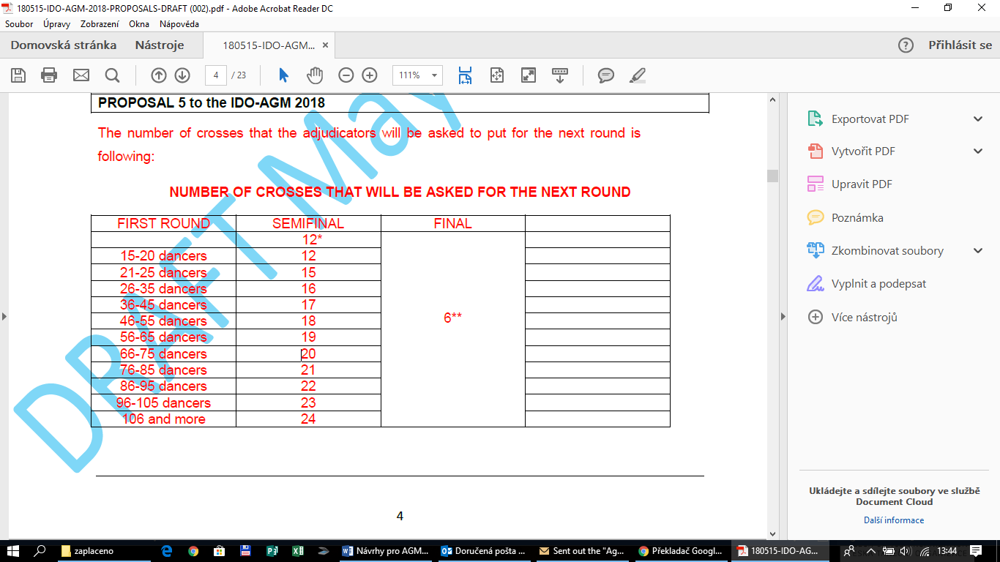 180515-IDO-AGM-2018-PROPOSALS-DRAFT (002).pdf - Adobe Acrobat Reader DC
Soubor Úpravy Zobrazení Okna Nápověda
Domovská stránka Nástroje 180515-IDO-AGM... × Přihlásit se
4 / 23 111%
PROPOSAL 5 to the IDO-AGM 2018
The number of crosses that the adjudicators will be asked to put for the next round is
following:
NUMBER OF CROSSES THAT WILL BE ASKED FOR THE NEXT ROUND
FIRST ROUND SEMIFINAL FINAL
12*
15-20 dancers 12
21-25 dancers 15
26-35 dancers 16
36-45 dancers 17
46-55 dancers 18
6**
56-65 dancers 19
66-75 dancers 20
76-85 dancers 21
86-95 dancers 22
96-105 dancers 23
106 and more 24
4
DRAFT May
Exportovat PDF
Vytvořit PDF
Upravit PDF
Poznámka
Zkombinovat soubory
Vyplnit a podepsat
Více nástrojů
Ukládejte a sdílejte soubory ve službě
Document Cloud
Další informace
zaplaceno Návrhy pro AGM... Doručená pošta ... Sent out the "Ag... Překladač Googl... 180515-IDO-AG... 13:44